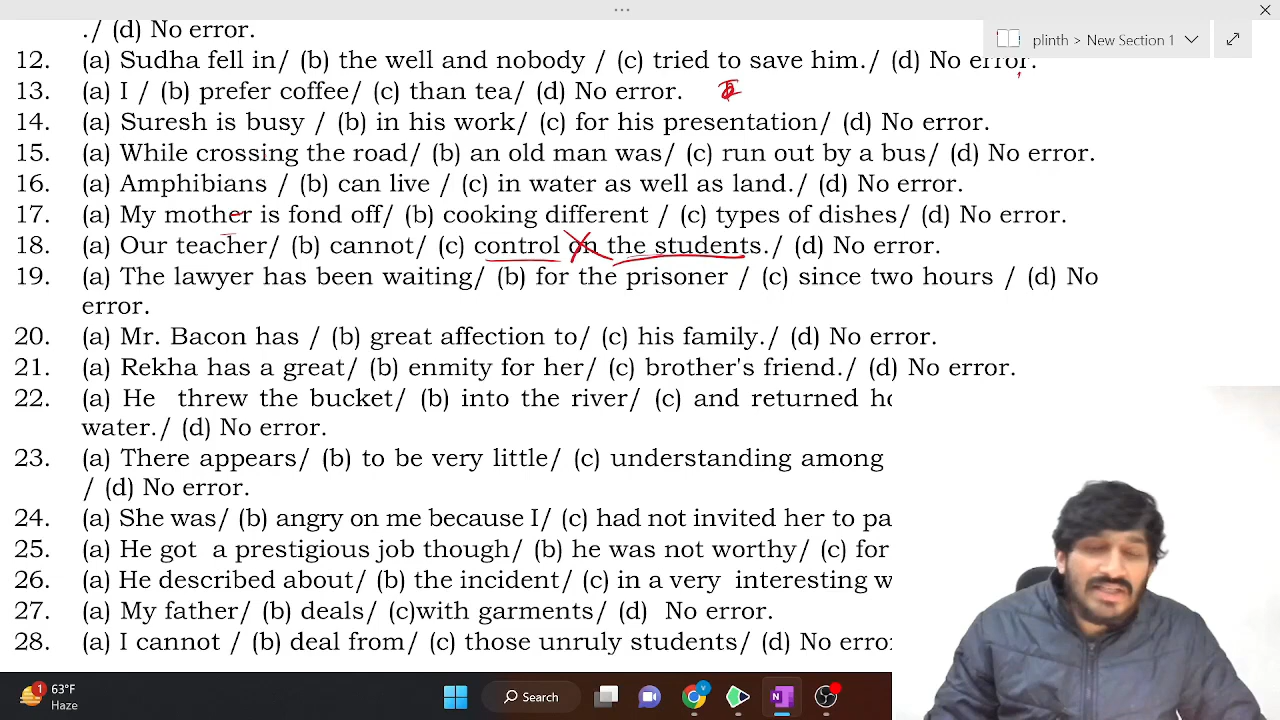 ./ (d) No error.
plinth > New Section 1
12. (a) Sudha fell in/ (b) the well and nobody / (c) tried to save him./ (d) No error.
13. (a) I / (b) prefer coffee/ (c) than tea/ (d) No error.
14. (a) Suresh is busy / (b) in his work/ (c) for his presentation/ (d) No error.
15. (a) While crossing the road/ (b) an old man was/ (c) run out by a bus/ (d) No error.
16. (a) Amphibians / (b) can live / (c) in water as well as land./ (d) No error.
17. (a) My mother is fond off/ (b) cooking different / (c) types of dishes/ (d) No error.
18. (a) Our teacher/ (b) cannot/ (c) control on the students./ (d) No error.
19. (a) The lawyer has been waiting/ (b) for the prisoner / (c) since two hours / (d) No
error.
20. (a) Mr. Bacon has / (b) great affection to/ (c) his family./ (d) No error.
21. (a) Rekha has a great/ (b) enmity for her/ (c) brother's friend./ (d) No error.
22. (a) He threw the bucket/ (b) into the river/ (c) and returned
water./ (d) No error.
23. (a) There appears/ (b) to be very little/ (c) understanding among
/ (d) No error.
24. (a) She was/ (b) angry on me because I/ (c) had not invited her to pa
25. (a) He got a prestigious job though/ (b) he was not worthy/ (c) for
26. (a) He described about/ (b) the incident/ (c) in a very interesting w
27. (a) My father/ (b) deals/ (c)with garments/ (d) No error.
28. (a) I cannot / (b) deal from/ (c) those unruly students/ (d) No error
1
63°F
Haze
Search